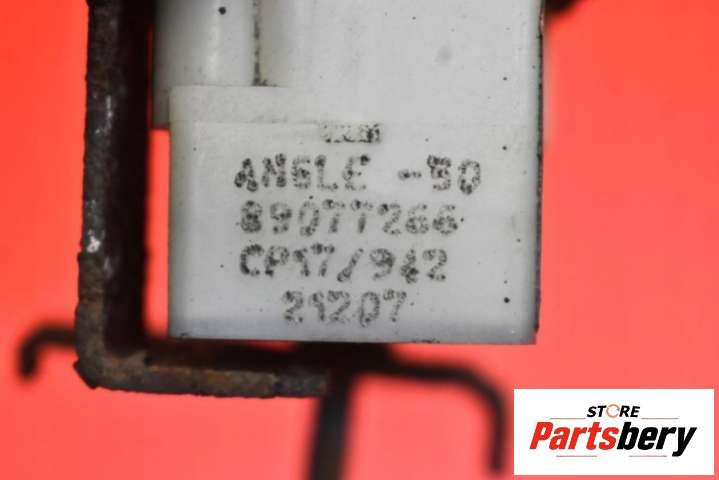 ANGLE -50
89077266
CP17/942
21207
STORE
Partsbery